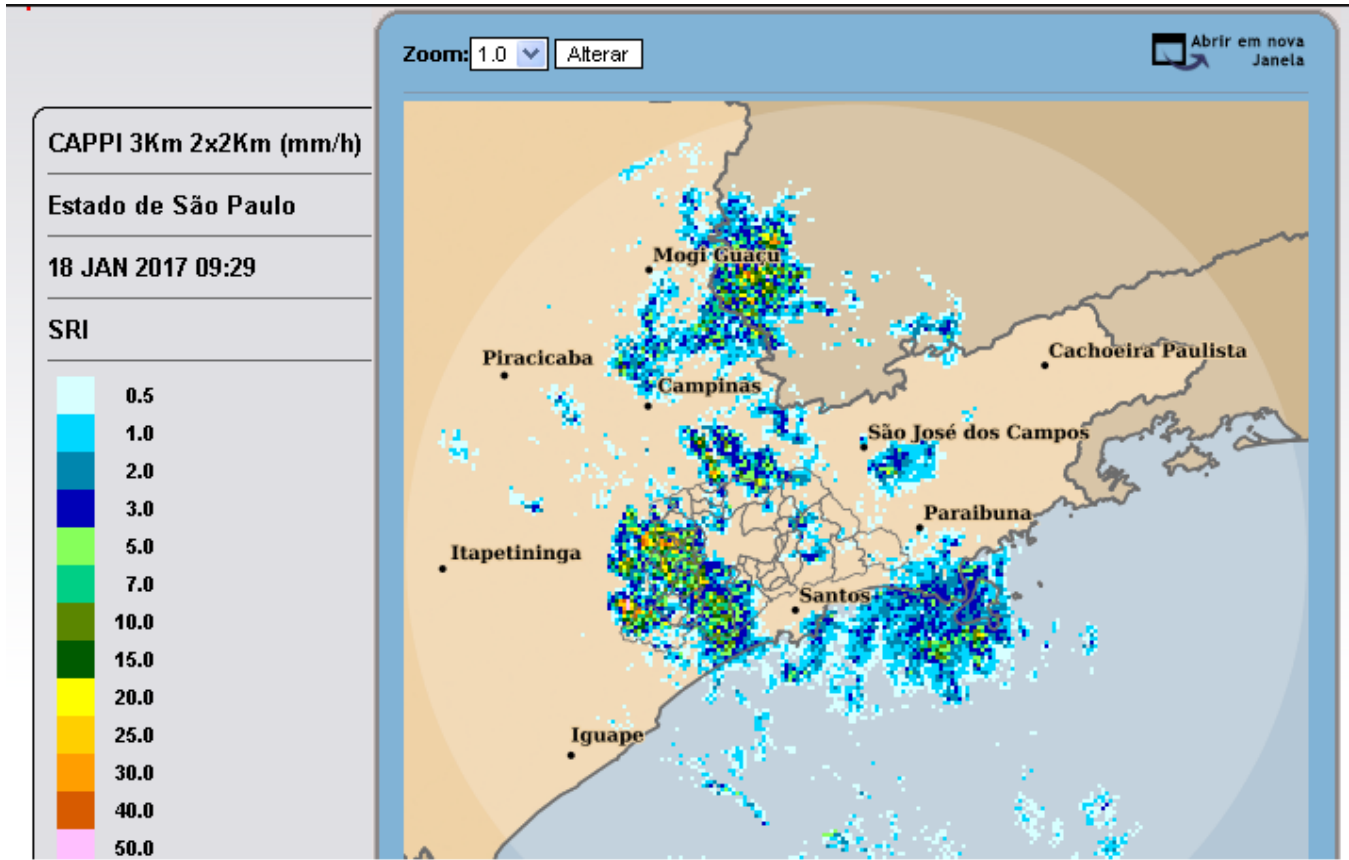 Zoom: 1.0 Alterar
Abrir em nova
Janela
CAPPI 3Km 2x2Km (mm/h)
Estado de São Paulo
18 JAN 2017 09:29
SRI
0.5
1.0
2.0
3.0
5.0
7.0
10.0
15.0
20.0
25.0
30.0
40.0
50.0
Mogi Guaçu
Piracicaba
Cachoeira Paulista
Campinas
São José dos Campos
Paraibuna
Itapetininga
Santos
Iguape